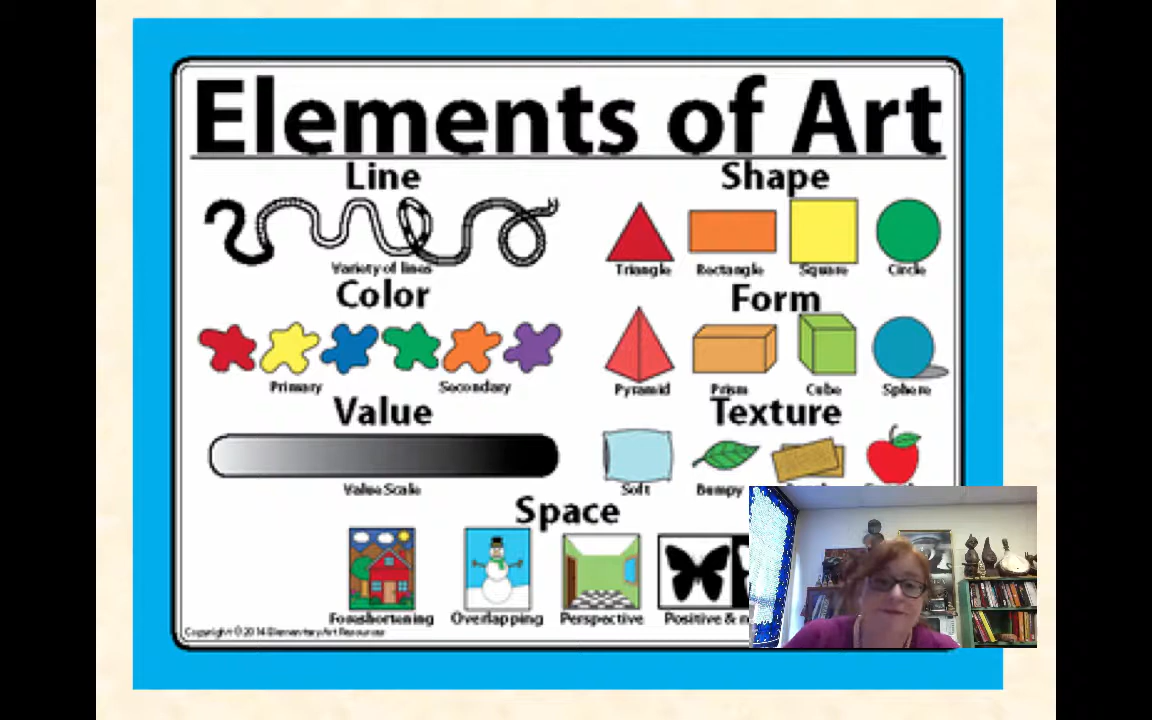 Elements of Art
Line
Shape
Variety of lines
Triangle
Rectangle
Square
Circle
Color
Form
Primary
Secondary
Pyramid
Prism
Cube
Sphere
Value
Texture
Value Scale
Soft
Bumpy
Space
Foreshortening
Overlapping
Perspective
Positive &
Copyright © 2014 Elementary Art Resources